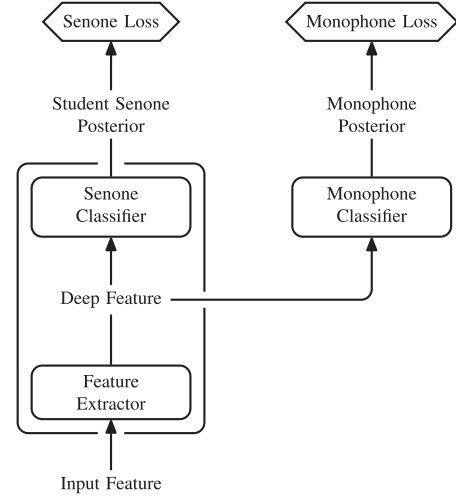 Senone Loss
Monophone Loss
Student Senone
Posterior
Monophone
Posterior
Senone
Classifier
Monophone
Classifier
Deep Feature
Feature
Extractor
Input Feature